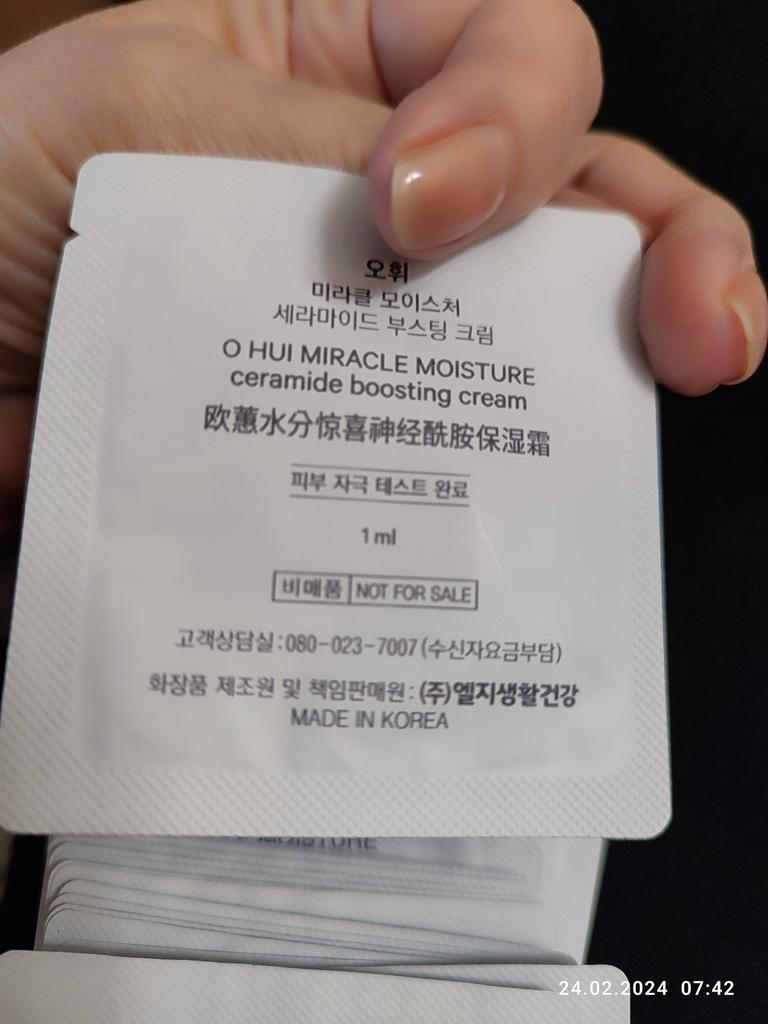 오휘
미라클 모이스처
세라마이드 부스팅 크림
O HUI MIRACLE MOISTURE
ceramide boosting cream
欧蕙水分惊喜神经酰胺保湿霜
피부 자극 테스트 완료
1 ml
비매품 NOT FOR SALE
고객상담실:080-023-7007(수신자요금부담)
화장품 제조원 및 책임판매원:(주)엘지생활건강
MADE IN KOREA
24.02.2024 07:42